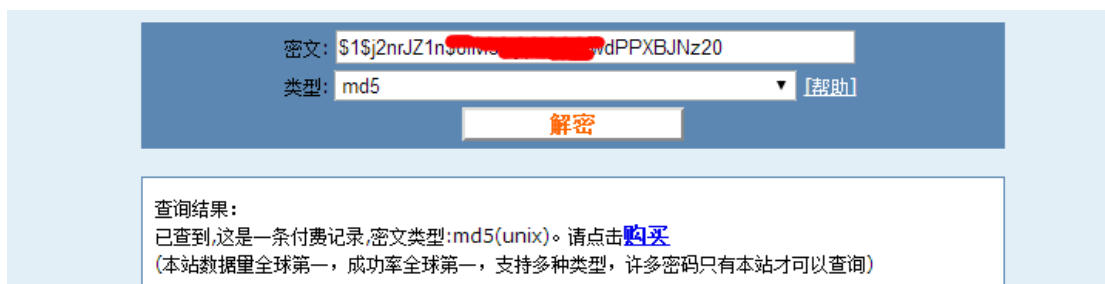 密文: $1$j2nrJZ1n$ dPPXBJNz20
类型: md5 [帮助]
解密
查询结果:
已查到,这是一条付费记录,密文类型:md5(unix)。请点击购买
(本站数据量全球第一，成功率全球第一，支持多种类型，许多密码只有本站才可以查询)